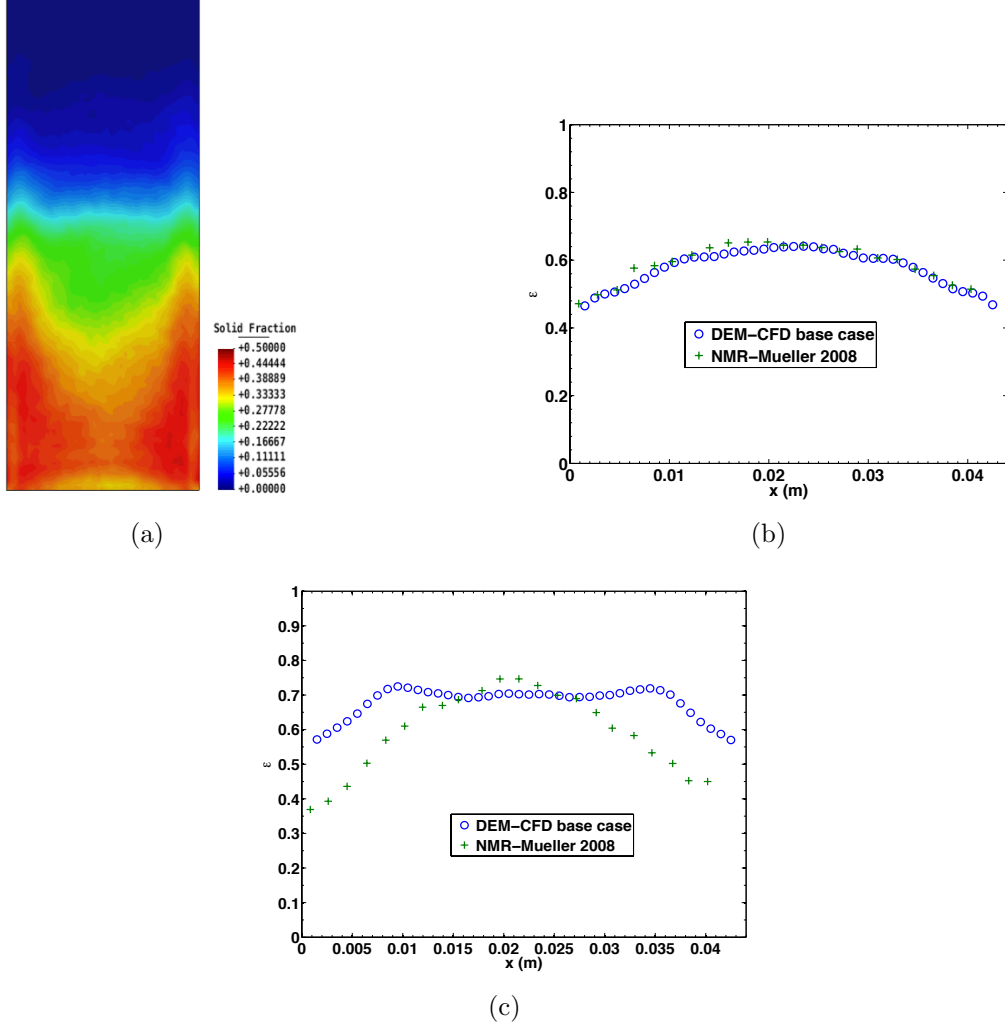 Solid Fraction
+0.50000
+0.44444
+0.38889
+0.33333
+0.27778
+0.22222
+0.16667
+0.11111
+0.05556
+0.00000
(a)
1
0.8
0.6
0.4
0.2
0
ε
DEM−CFD base case
NMR−Mueller 2008
0 0.01 0.02 0.03 0.04
x (m)
(b)
1
0.9
0.8
0.7
0.6
0.5
0.4
0.3
0.2
0.1
0
ε
DEM−CFD base case
NMR−Mueller 2008
0 0.005 0.01 0.015 0.02 0.025 0.03 0.035 0.04
x (m)
(c)